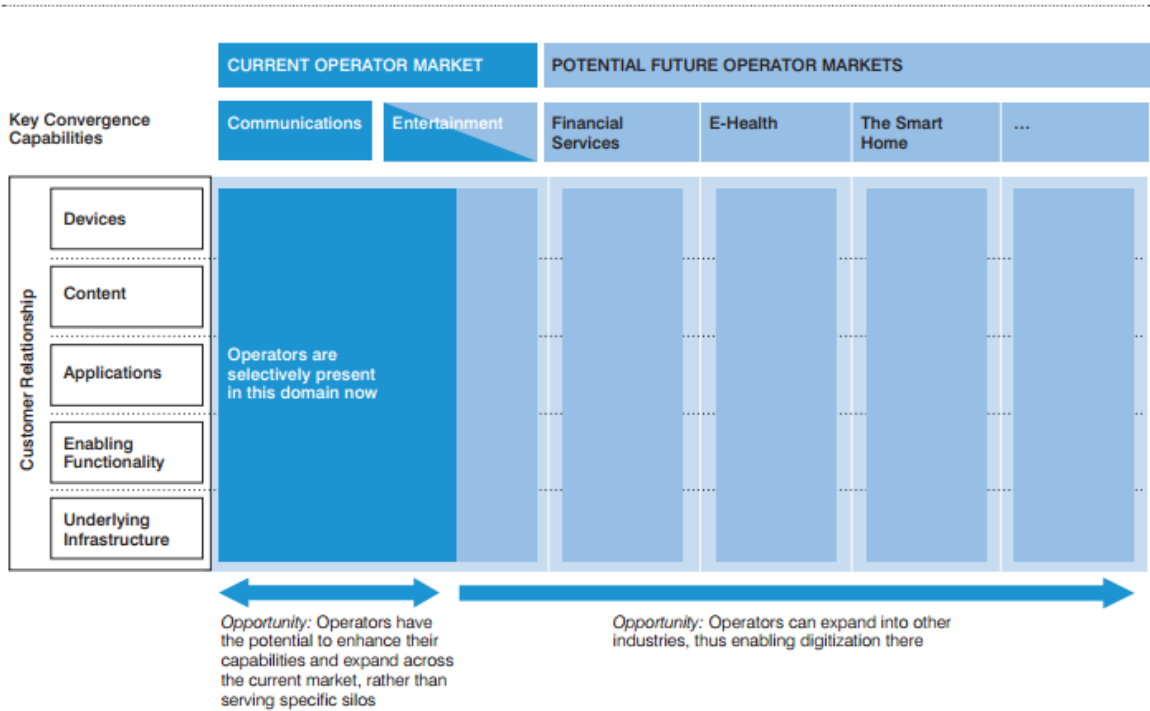 CURRENT OPERATOR MARKET
POTENTIAL FUTURE OPERATOR MARKETS
Key Convergence
Capabilities
Communications
Entertainment
Financial
Services
E-Health
The Smart
Home
...
Customer Relationship
Devices
Content
Applications
Enabling
Functionality
Underlying
Infrastructure
Operators are
selectively present
in this domain now
Opportunity: Operators have
the potential to enhance their
capabilities and expand across
the current market, rather than
serving specific silos
Opportunity: Operators can expand into other
industries, thus enabling digitization there